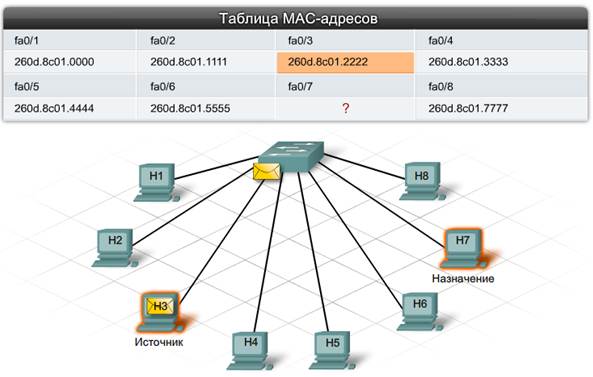 Таблица MAC-адресов
fa0/1 fa0/2 fa0/3 fa0/4
260d.8c01.0000 260d.8c01.1111 260d.8c01.2222 260d.8c01.3333
fa0/5 fa0/6 fa0/7 fa0/8
260d.8c01.4444 260d.8c01.5555 ? 260d.8c01.7777
H1
H8
H2
H7
Назначение
H3
H6
Источник
H4
H5